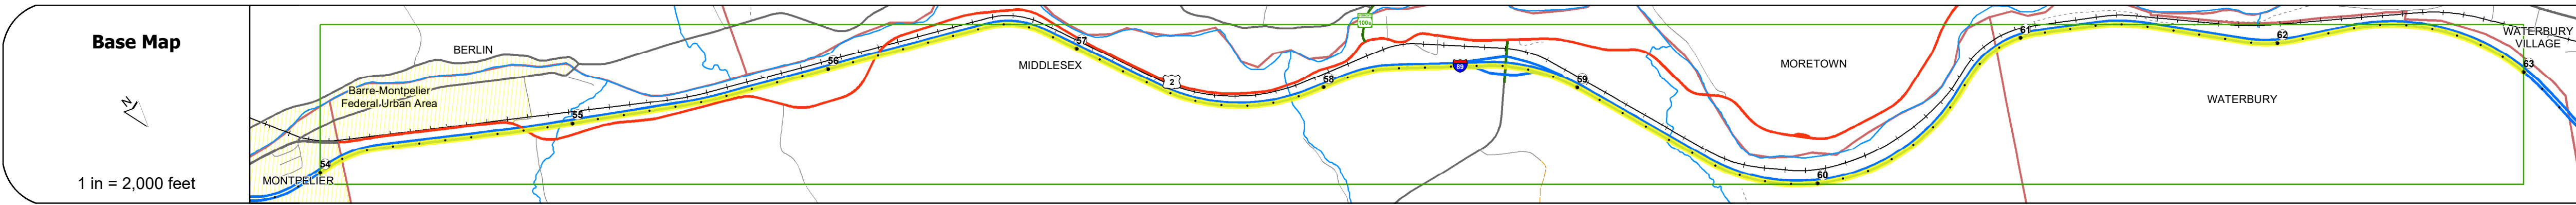 Base Map
N
1 in = 2,000 feet
BERLIN
Barre-Montpelier
Federal Urban Area
MONTPELIER
54
55
56
MIDDLESEX
57
2
58
89
59
MORETOWN
60
61
WATERBURY
62
WATERBURY
VILLAGE
63